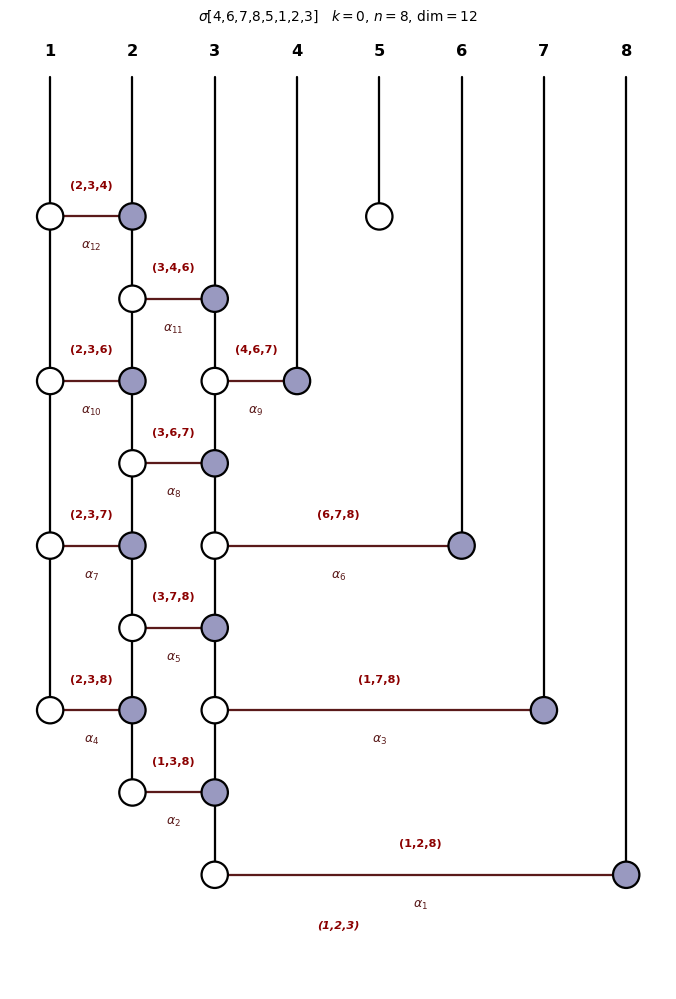 σ[4,6,7,8,5,1,2,3]   k = 0, n = 8, dim = 12
1 2 3 4 5 6 7 8
(2,3,4)
α₁₂
(3,4,6)
α₁₁
(2,3,6) (4,6,7)
α₁₀ α₉
(3,6,7)
α₈
(2,3,7) (6,7,8)
α₇ α₆
(3,7,8)
α₅
(2,3,8) (1,7,8)
α₄ α₃
(1,3,8)
α₂
(1,2,8)
α₁
(1,2,3)